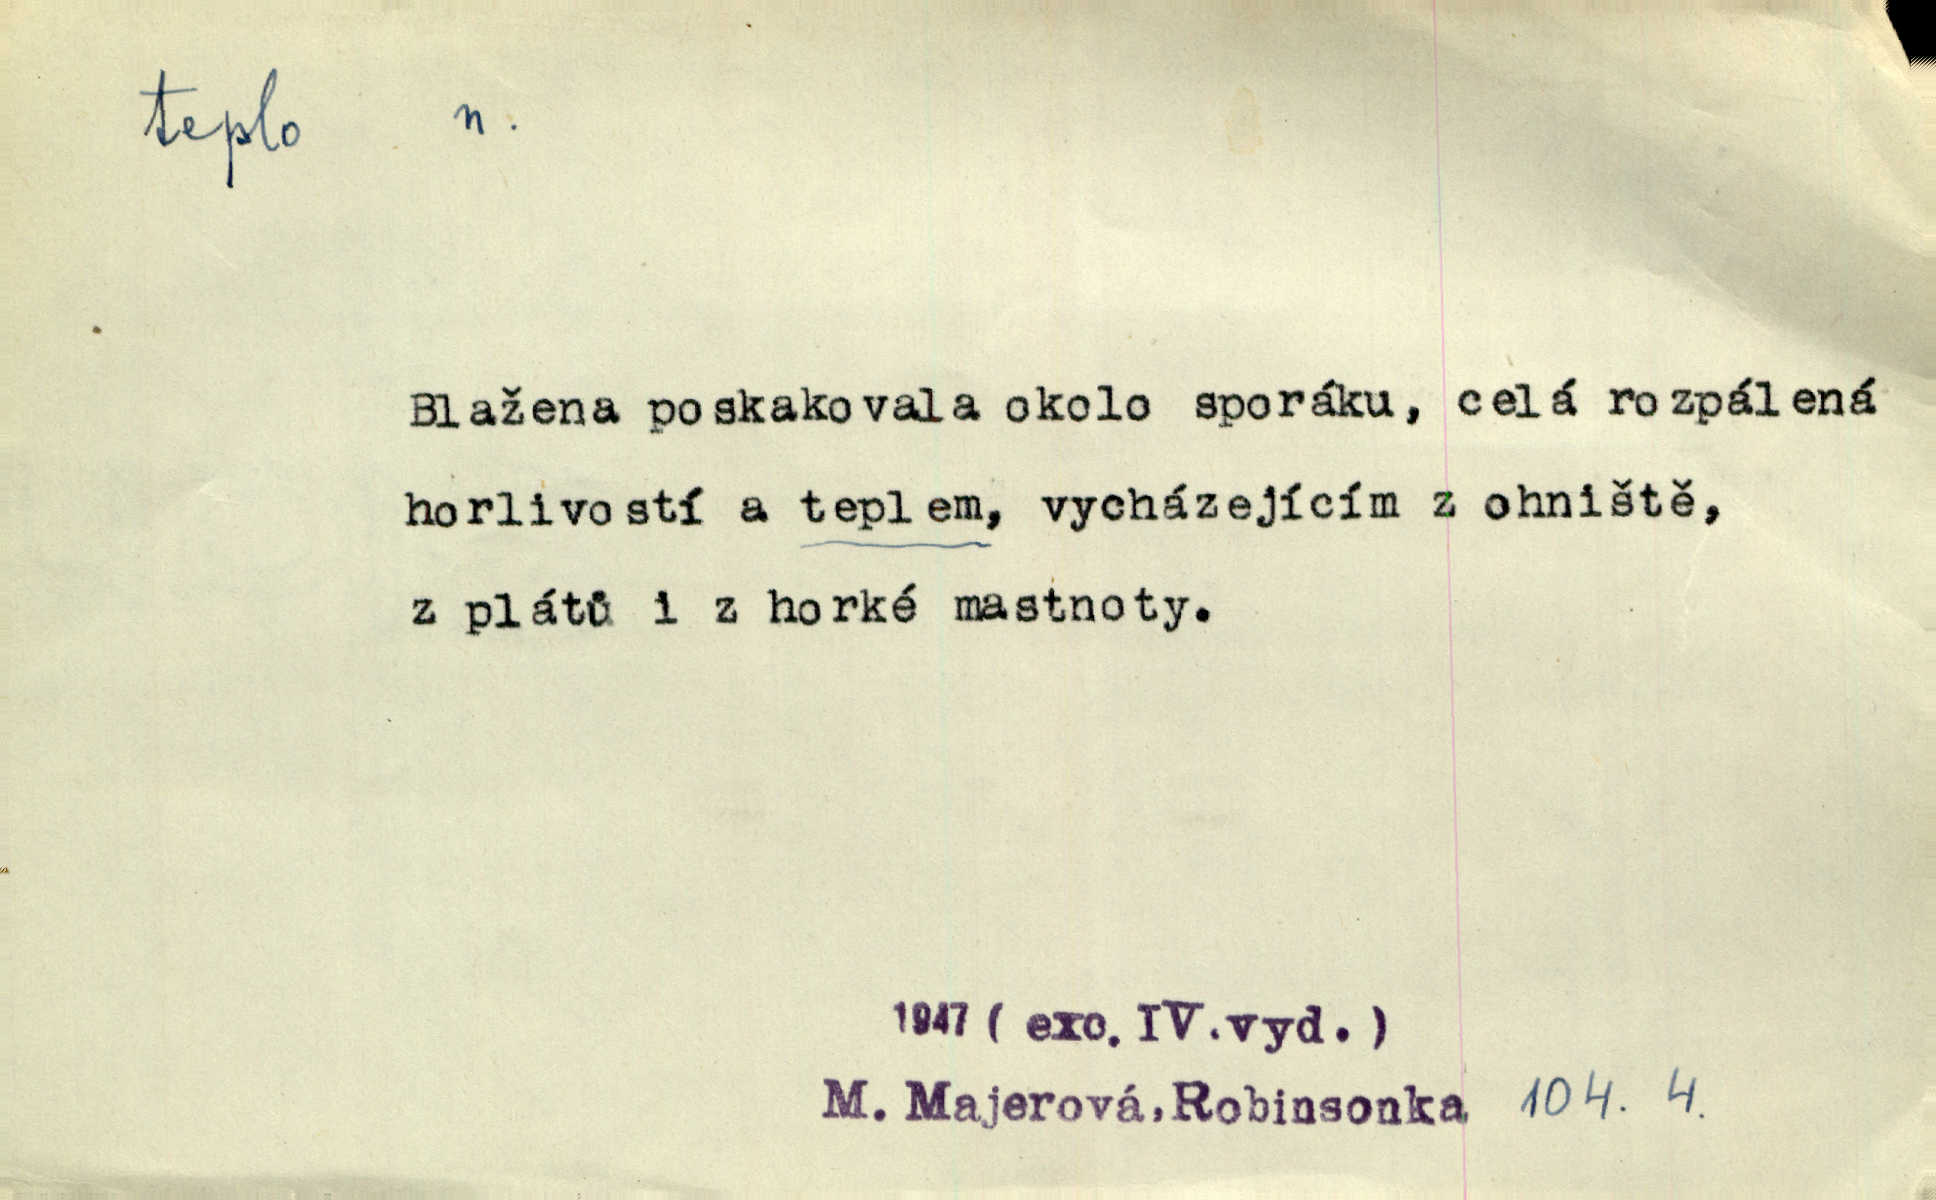 teplo n.
Blažena poskakovala okolo sporáku, celá rozpálená
horlivostí a teplem, vycházejícím z ohniště,
z plátů i z horké mastnoty.
1947 ( exc. IV.vyd.)
M. Majerová,Robinsonka 104. 4.